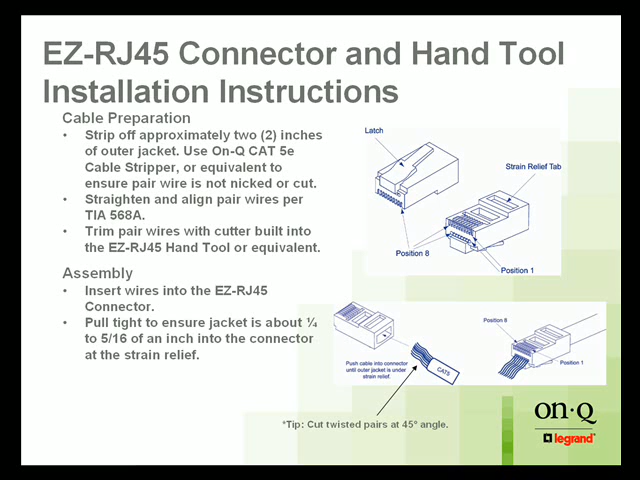 EZ-RJ45 Connector and Hand Tool
Installation Instructions
Cable Preparation
• Strip off approximately two (2) inches
of outer jacket. Use On-Q CAT 5e
Cable Stripper, or equivalent to
ensure pair wire is not nicked or cut.
• Straighten and align pair wires per
TIA 568A.
• Trim pair wires with cutter built into
the EZ-RJ45 Hand Tool or equivalent.
Assembly
• Insert wires into the EZ-RJ45
Connector.
• Pull tight to ensure jacket is about ¼
to 5/16 of an inch into the connector
at the strain relief.
Latch
Strain Relief Tab
Position 8
Position 1
Push cable into connector
until outer jacket is under
strain relief
CAT5
Position 8
Position 1
*Tip: Cut twisted pairs at 45° angle.
on·Q
legrand®